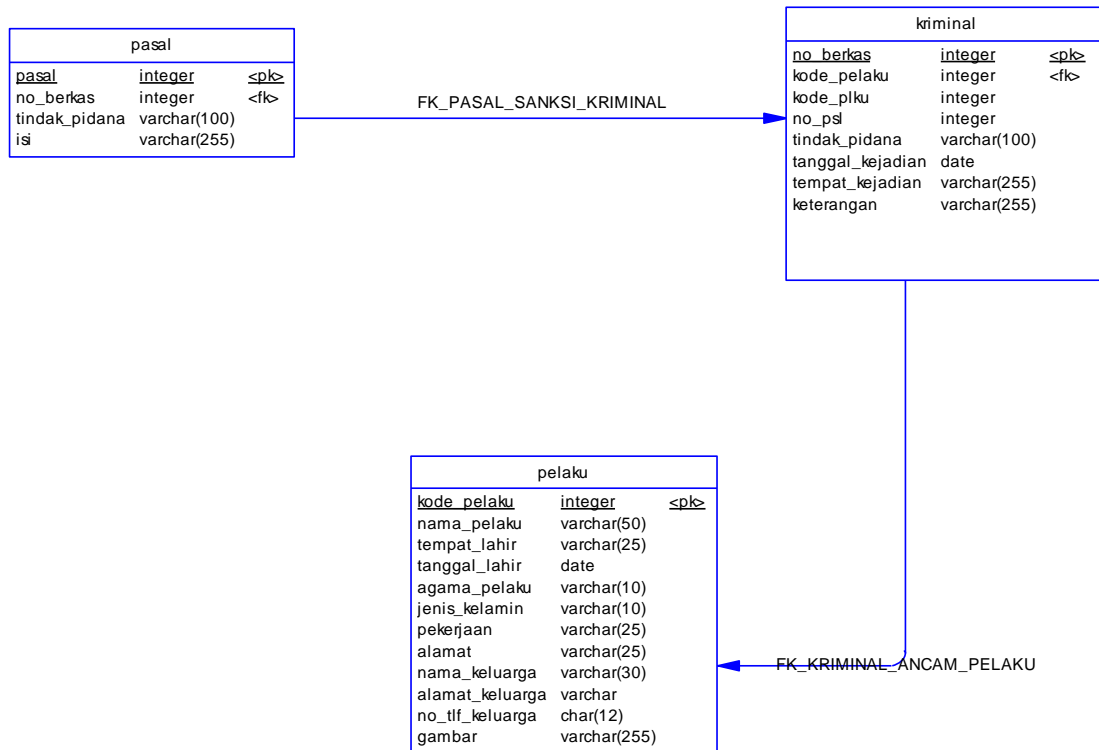 pasal
pasal integer <pk>
no_berkas integer <fk>
tindak_pidana varchar(100)
isi varchar(255)
FK_PASAL_SANKSI_KRIMINAL
kriminal
no_berkas integer <pk>
kode_pelaku integer <fk>
kode_plku integer
no_psl integer
tindak_pidana varchar(100)
tanggal_kejadian date
tempat_kejadian varchar(255)
keterangan varchar(255)
pelaku
kode_pelaku integer <pk>
nama_pelaku varchar(50)
tempat_lahir varchar(25)
tanggal_lahir date
agama_pelaku varchar(10)
jenis_kelamin varchar(10)
pekerjaan varchar(25)
alamat varchar(25)
nama_keluarga varchar(30)
alamat_keluarga varchar
no_tlf_keluarga char(12)
gambar varchar(255)
FK_KRIMINAL_ANCAM_PELAKU